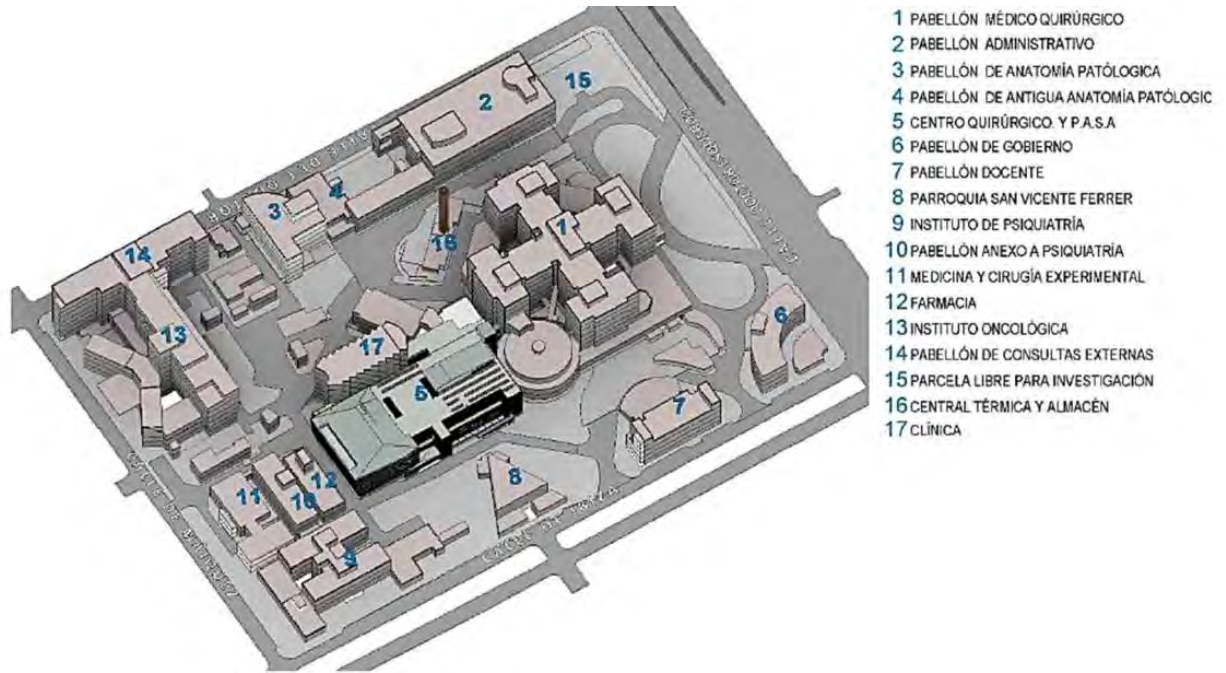 15
2
4
3
1
16
14
6
13
17
5
7
8
12
11
10
9
CALLE DE IBIZA
1 PABELLÓN MÉDICO QUIRÚRGICO
2 PABELLÓN ADMINISTRATIVO
3 PABELLÓN DE ANATOMÍA PATÓLOGICA
4 PABELLÓN DE ANTIGUA ANATOMÍA PATÓLOGIC
5 CENTRO QUIRÚRGICO. Y P.A.S.A
6 PABELLÓN DE GOBIERNO
7 PABELLÓN DOCENTE
8 PARROQUIA SAN VICENTE FERRER
9 INSTITUTO DE PSIQUIATRÍA
10 PABELLÓN ANEXO A PSIQUIATRÍA
11 MEDICINA Y CIRUGÍA EXPERIMENTAL
12 FARMACIA
13 INSTITUTO ONCOLÓGICA
14 PABELLÓN DE CONSULTAS EXTERNAS
15 PARCELA LIBRE PARA INVESTIGACIÓN
16 CENTRAL TÉRMICA Y ALMACÉN
17 CLÍNICA